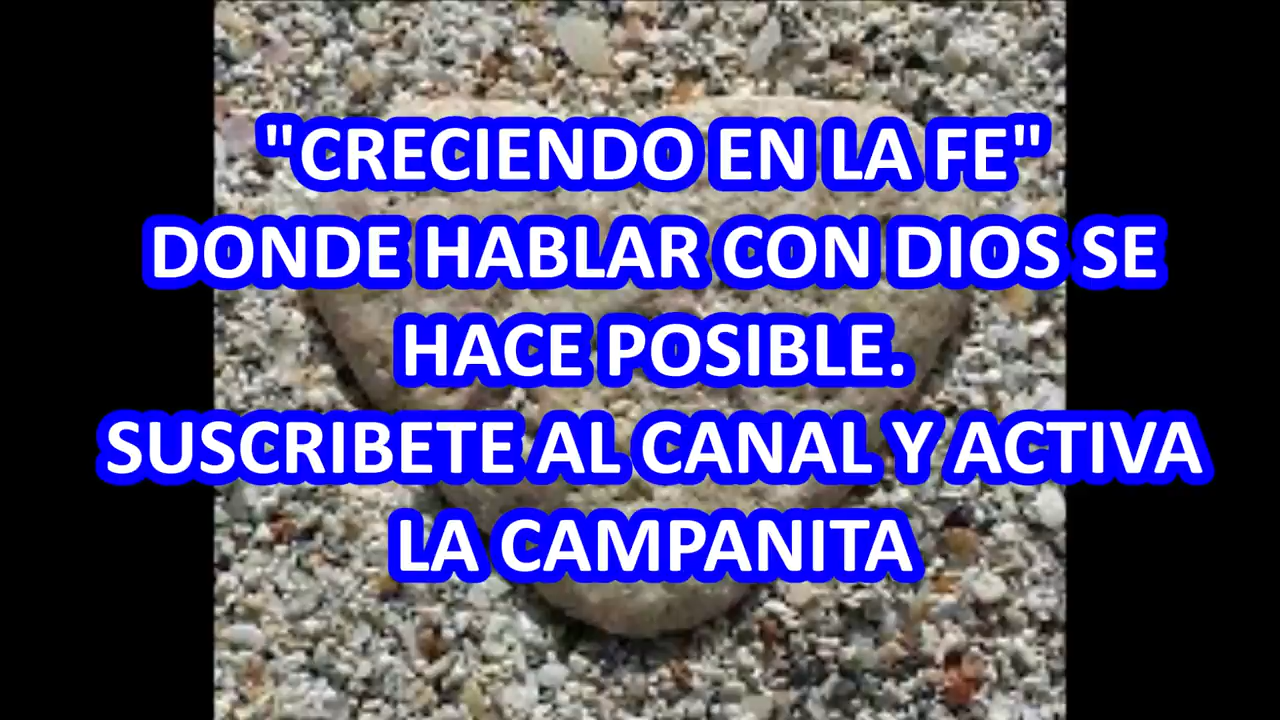 "CRECIENDO EN LA FE"
DONDE HABLAR CON DIOS SE
HACE POSIBLE.
SUSCRIBETE AL CANAL Y ACTIVA
LA CAMPANITA